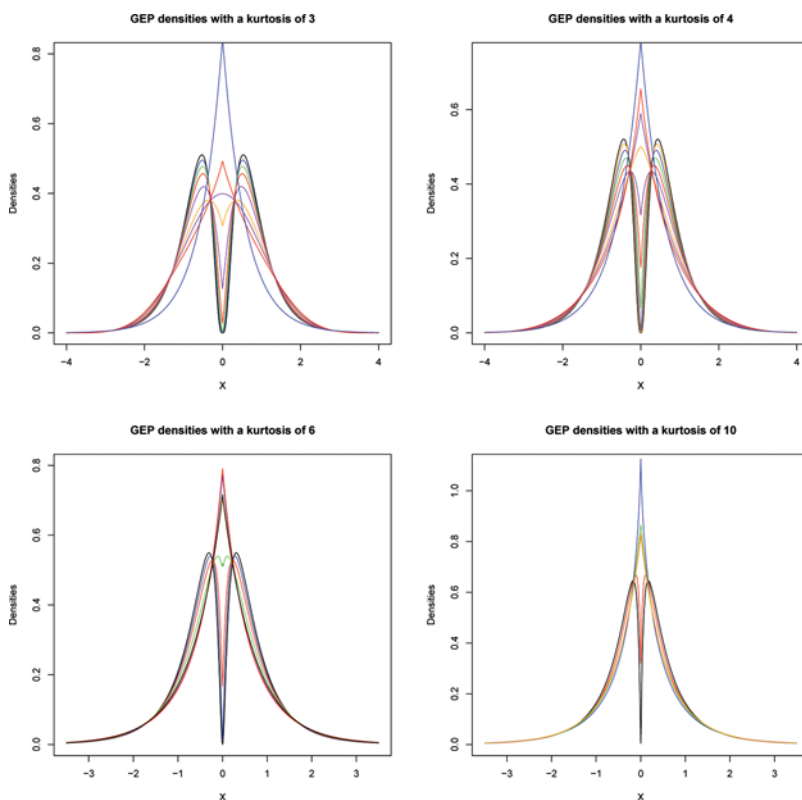 GEP densities with a kurtosis of 3
Densities
0.0 0.2 0.4 0.6 0.8
−4 −2 0 2 4
X
GEP densities with a kurtosis of 4
Densities
0.0 0.2 0.4 0.6
−4 −2 0 2 4
X
GEP densities with a kurtosis of 6
Densities
0.0 0.2 0.4 0.6 0.8
−3 −2 −1 0 1 2 3
X
GEP densities with a kurtosis of 10
Densities
0.0 0.2 0.4 0.6 0.8 1.0
−3 −2 −1 0 1 2 3
X